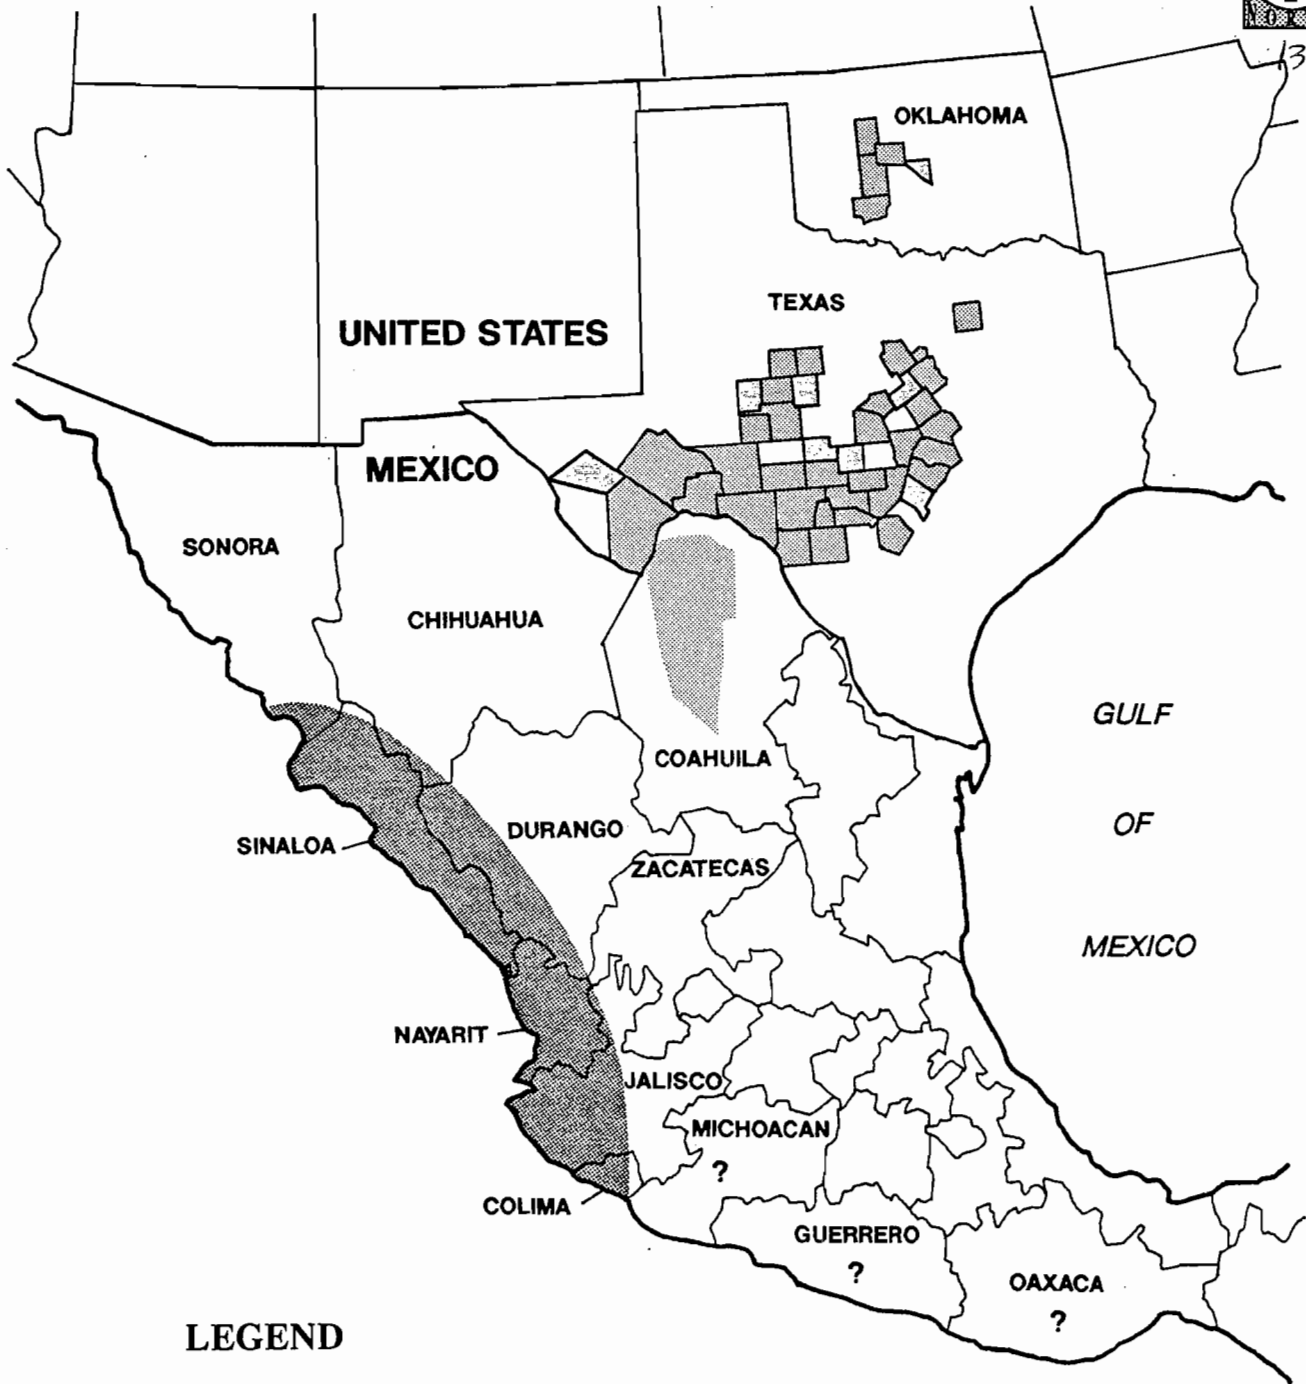 OKLAHOMA
TEXAS
UNITED STATES
MEXICO
SONORA
CHIHUAHUA
GULF
OF
MEXICO
COAHUILA
SINALOA
DURANGO
ZACATECAS
NAYARIT
JALISCO
MICHOACAN
?
COLIMA
GUERRERO
?
OAXACA
?
LEGEND